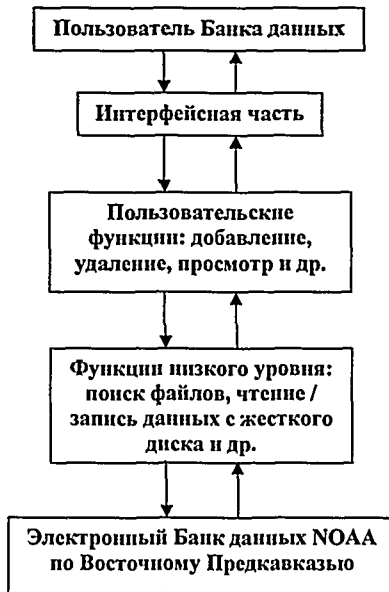 Пользователь Банка данных
Интерфейсная часть
Пользовательские
функции: добавление,
удаление, просмотр и др.
Функции низкого уровня:
поиск файлов, чтение /
запись данных с жесткого
диска и др.
Электронный Банк данных NOAA
по Восточному Предкавказью